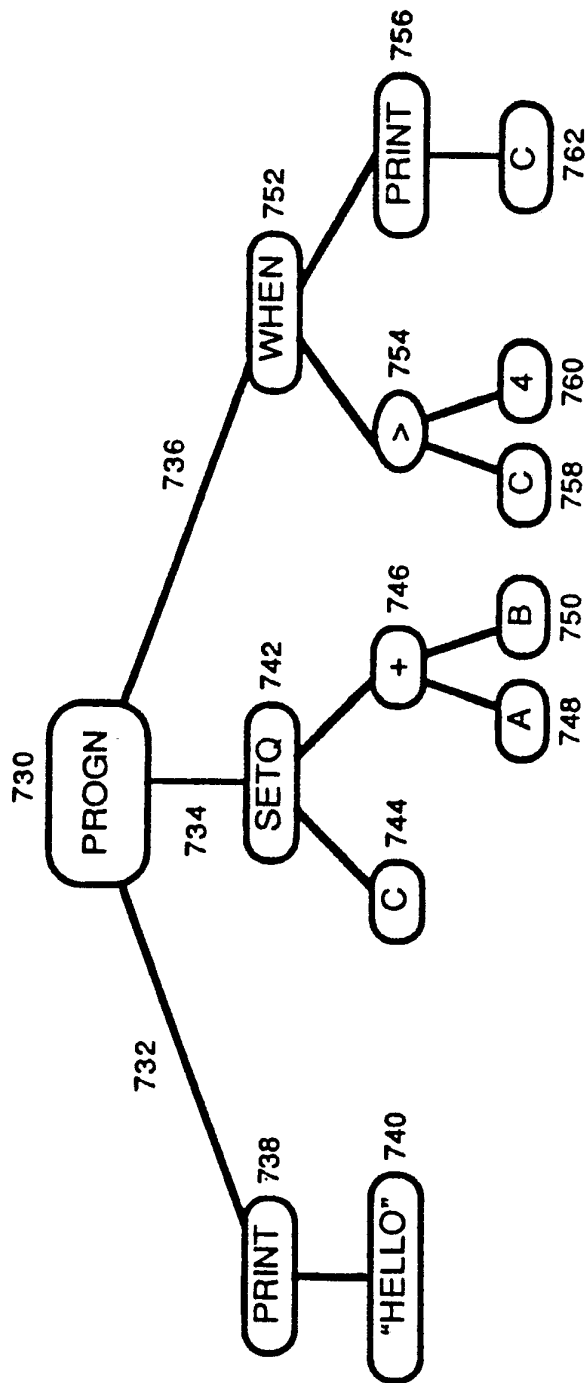 730
PROGN
732
734
736
PRINT 738
SETQ 742
WHEN 752
"HELLO" 740
C 744
+ 746
> 754
PRINT 756
A
B
C
4
C
748
750
758
760
762